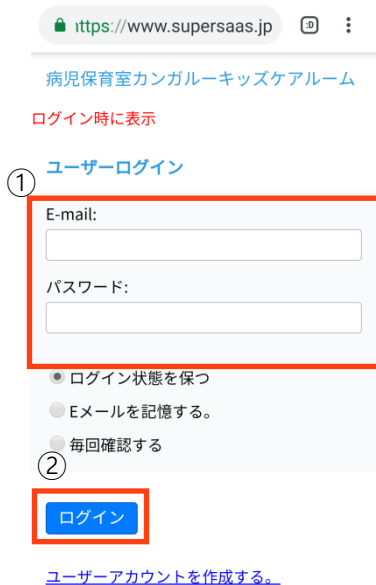 https://www.supersaas.jp
病児保育室カンガルーキッズケアルーム
ログイン時に表示
ユーザーログイン
①
E-mail:
パスワード:
ログイン状態を保つ
Eメールを記憶する。
毎回確認する
②
ログイン
ユーザーアカウントを作成する。